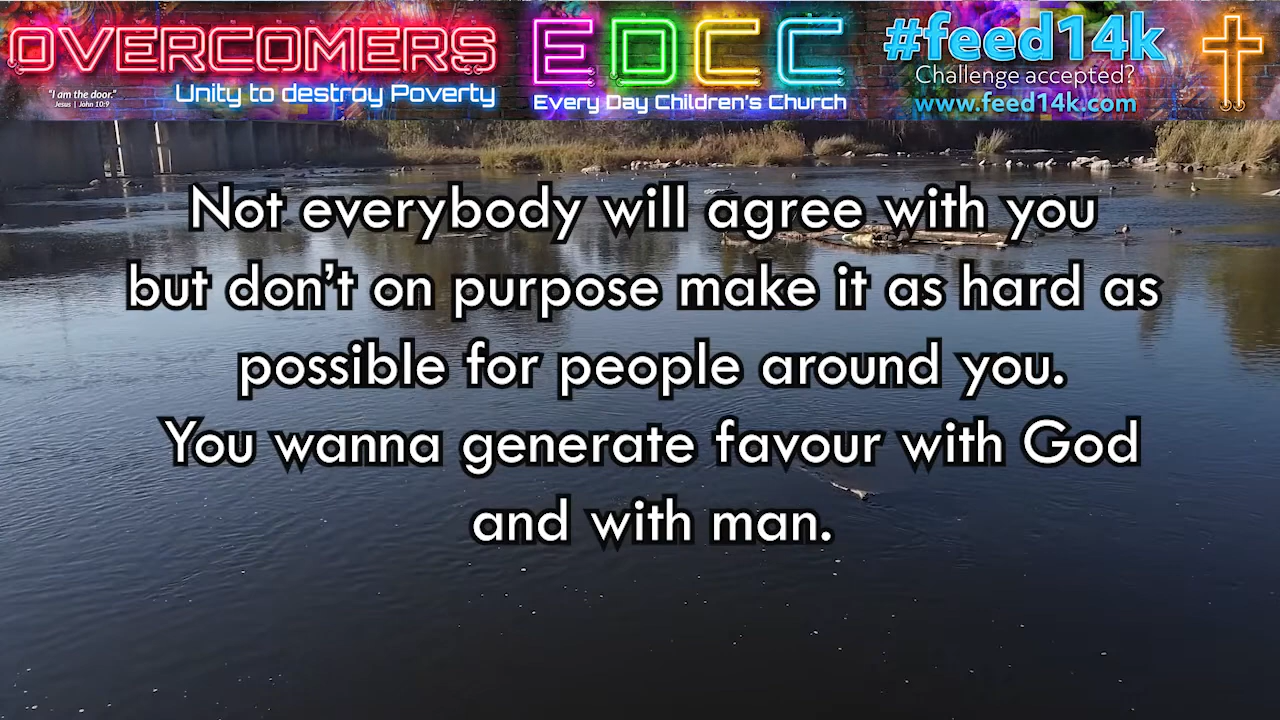 OVERCOMERS
"I am the door."
Jesus | John 10:9
Unity to destroy Poverty
EDCC
Every Day Children's Church
#feed14k
Challenge accepted?
www.feed14k.com
Not everybody will agree with you
but don't on purpose make it as hard as
possible for people around you.
You wanna generate favour with God
and with man.